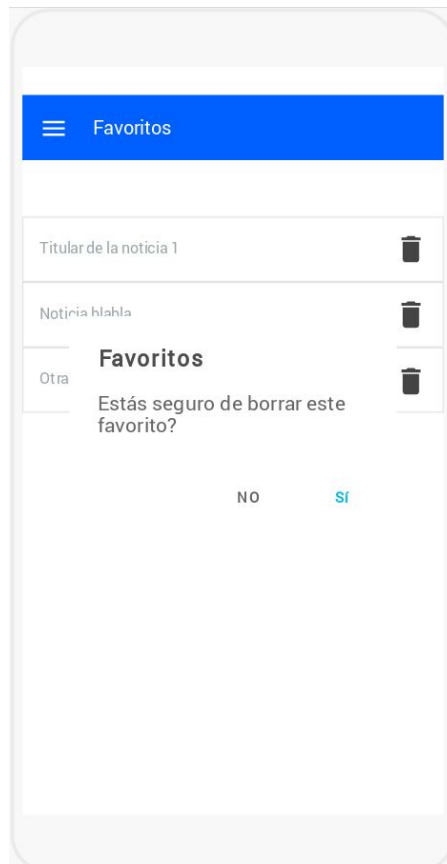 Favoritos
Titular de la noticia 1
Noticia blabla
Otra
Favoritos
Estás seguro de borrar este
favorito?
NO
Sí